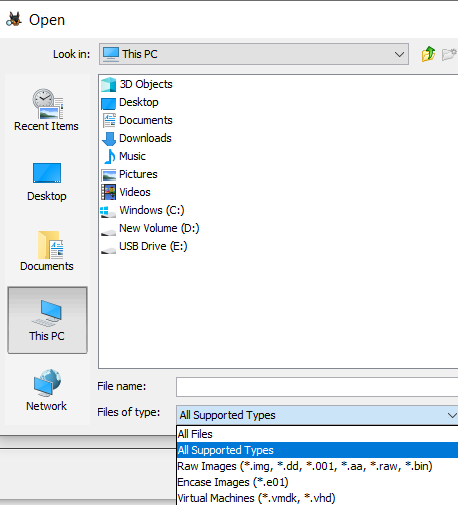 Open
Look in: This PC
Recent Items
Desktop
Documents
This PC
Network
3D Objects
Desktop
Documents
Downloads
Music
Pictures
Videos
Windows (C:)
New Volume (D:)
USB Drive (E:)
File name:
Files of type: All Supported Types
All Files
All Supported Types
Raw Images (*.img, *.dd, *.001, *.aa, *.raw, *.bin)
Encase Images (*.e01)
Virtual Machines (*.vmdk, *.vhd)